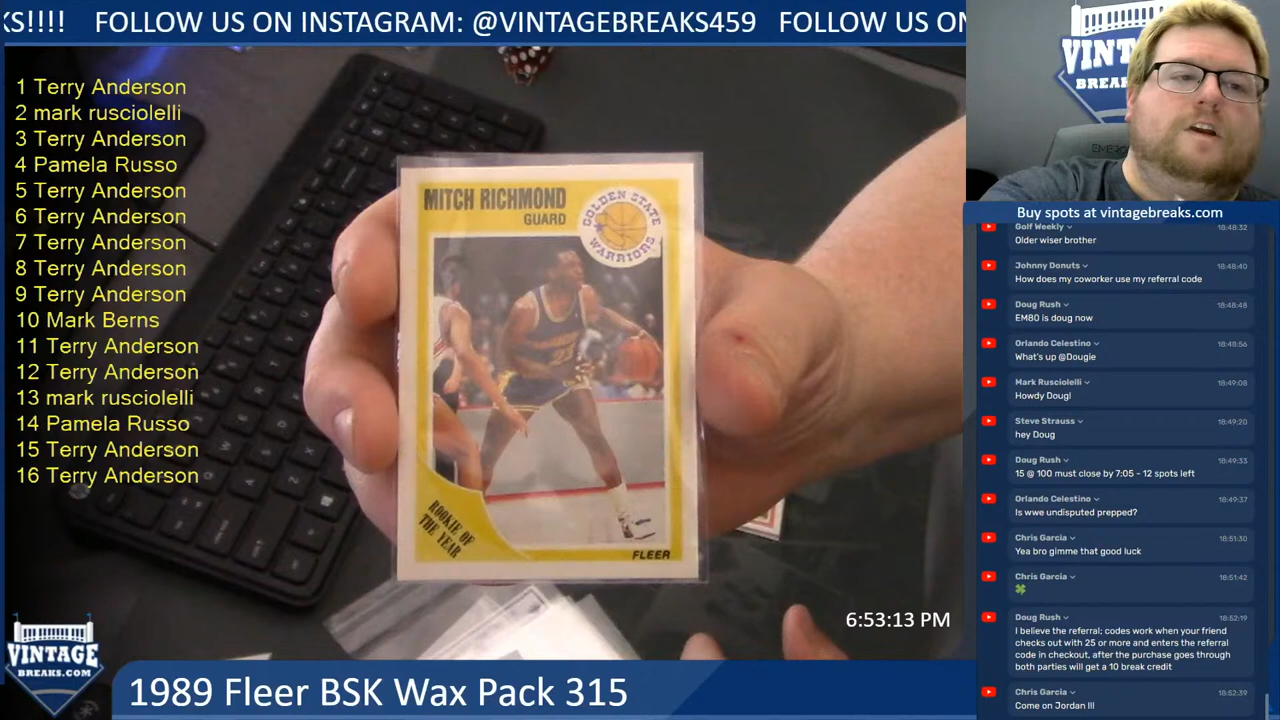 KS!!!! FOLLOW US ON INSTAGRAM: @VINTAGEBREAKS459 FOLLOW US ON
1 Terry Anderson
2 mark rusciolelli
3 Terry Anderson
4 Pamela Russo
5 Terry Anderson
6 Terry Anderson
7 Terry Anderson
8 Terry Anderson
9 Terry Anderson
10 Mark Berns
11 Terry Anderson
12 Terry Anderson
13 mark rusciolelli
14 Pamela Russo
15 Terry Anderson
16 Terry Anderson
MITCH RICHMOND
GUARD
GOLDEN STATE
WARRIORS
23
ROOKIE OF
THE YEAR
FLEER
6:53:13 PM
VINTAGE
BREAKS.COM
1989 Fleer BSK Wax Pack 315
VINT
BREAKS
Buy spots at vintagebreaks.com
Golf Weekly 18:48:32
Older wiser brother
Johnny Donuts 18:48:40
How does my coworker use my referral code
Doug Rush 18:48:48
EM80 is doug now
Orlando Celestino 18:48:56
What's up @Dougie
Mark Rusciolelli 18:49:08
Howdy Doug!
Steve Strauss 18:49:20
hey Doug
Doug Rush 18:49:33
15 @ 100 must close by 7:05 - 12 spots left
Orlando Celestino 18:49:37
Is wwe undisputed prepped?
Chris Garcia 18:51:30
Yea bro gimme that good luck
Chris Garcia 18:51:42
🍀
Doug Rush 18:52:19
I believe the referral; codes work when your friend
checks out with 25 or more and enters the referral
code in checkout, after the purchase goes through
both parties will get a 10 break credit
Chris Garcia 18:52:39
Come on Jordan lll